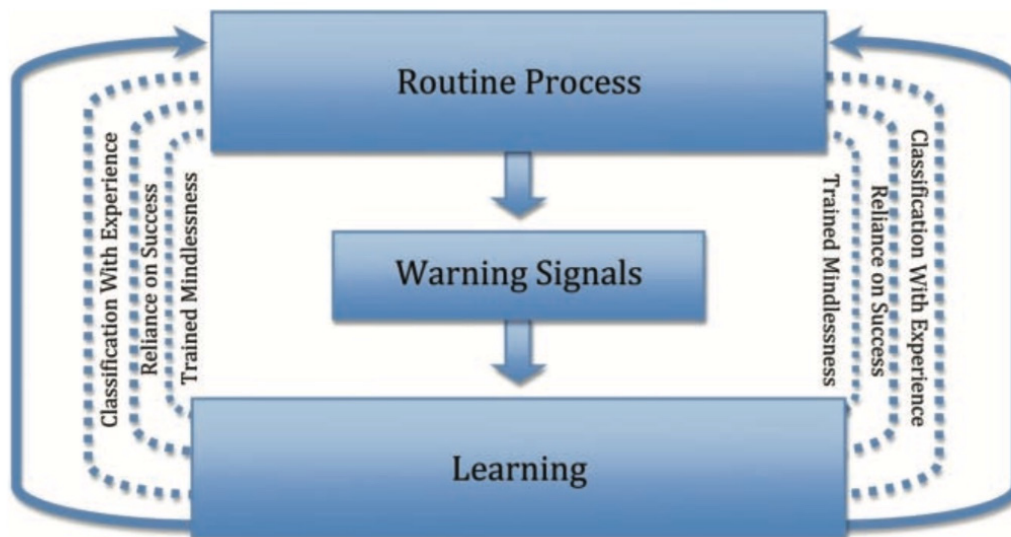 Routine Process
Classification With Experience
Reliance on Success
Trained Mindlessness
Warning Signals
Trained Mindlessness
Reliance on Success
Classification With Experience
Learning